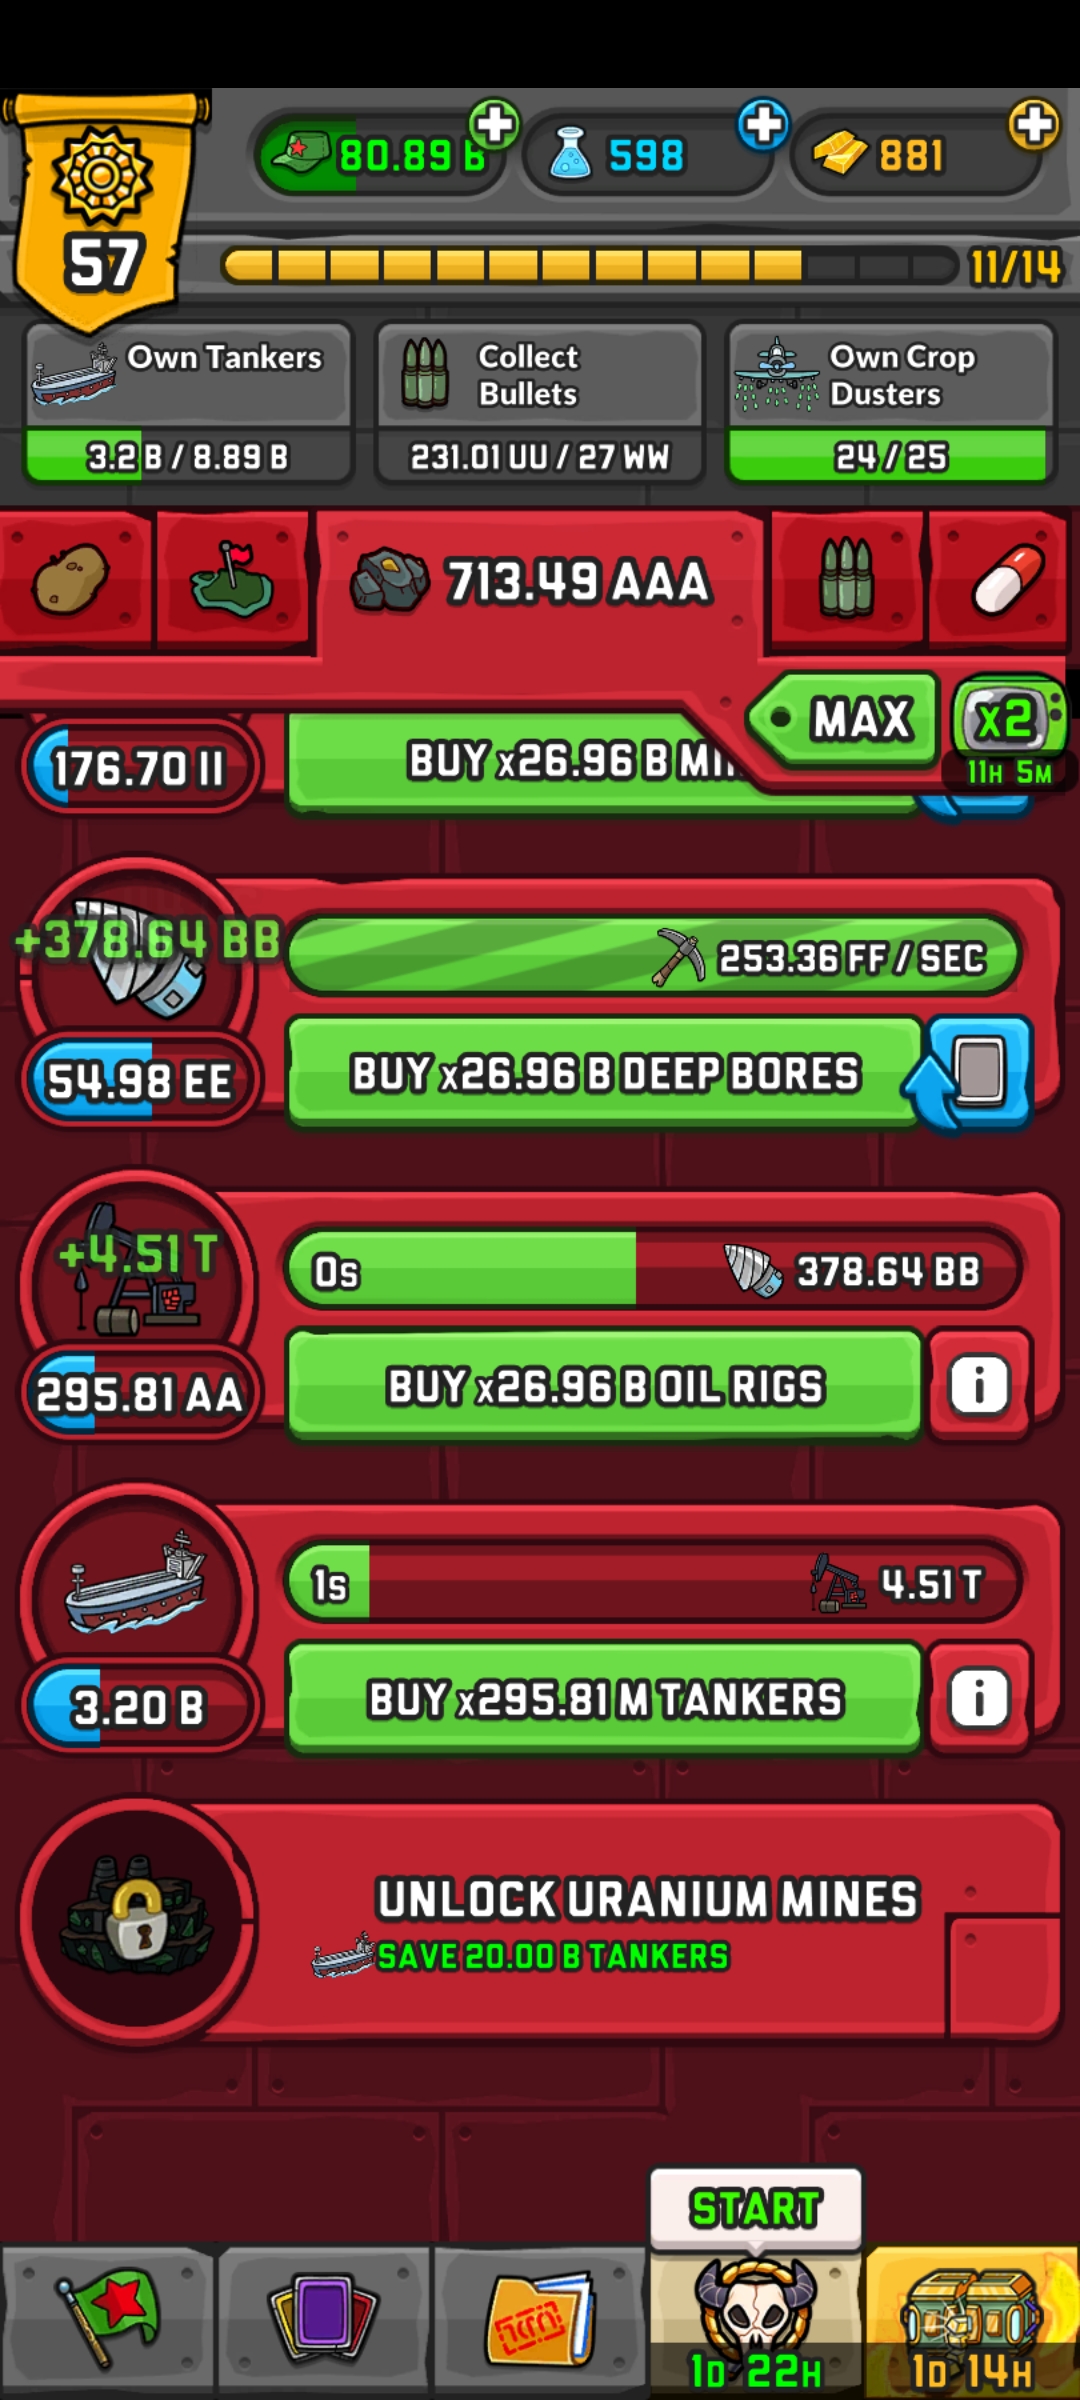 80.89 B
598
881
57
11/14
Own Tankers
3.2 B / 8.89 B
Collect
Bullets
231.01 UU / 27 WW
Own Crop
Dusters
24 / 25
713.49 AAA
MAX
x2
11H 5M
176.70 II
BUY x26.96 B
+378.64 BB
253.36 FF / SEC
54.98 EE
BUY x26.96 B DEEP BORES
+4.51 T
0s
378.64 BB
295.81 AA
BUY x26.96 B OIL RIGS
i
1s
4.51 T
3.20 B
BUY x295.81 M TANKERS
i
UNLOCK URANIUM MINES
SAVE 20.00 B TANKERS
START
1D 22H
1D 14H